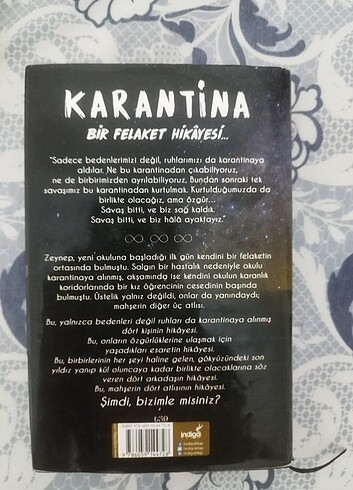 KARANTİNA
BİR FELAKET HİKÂYESİ...
"Sadece bedenlerimizi değil, ruhlarımızı da karantinaya
aldılar. Ne bu karantinadan çıkabiliyoruz,
ne de birbirimizden ayrılabiliyoruz. Bundan sonraki tek
savaşımız bu karantinadan kurtulmak. Kurtulduğumuzda da
birlikte olacağız, ama özgür...
Savaş bitti, ve biz sağ kaldık.
Savaş bitti, ve biz hâlâ ayaktayız."
Zeynep, yeni okuluna başladığı ilk gün kendini bir felaketin
ortasında bulmuştu. Salgın bir hastalık nedeniyle okulu
karantinaya alınmış, akşamında ise kendini okulun karanlık
koridorlarında bir kız öğrencinin cesedinin başında
bulmuştu. Üstelik yalnız değildi, onlar da yanındaydı;
mahşerin diğer üç atlısı.
Bu, yalnızca bedenleri değil ruhları da karantinaya alınmış
dört kişinin hikâyesi.
Bu, onların özgürlüklerine ulaşmak için
yaşadıkları esaretin hikâyesi.
Bu, birbirlerinin her şeyi haline gelen, gökyüzündeki son
yıldız yanıp kül oluncaya kadar birlikte olacaklarına söz
veren dört arkadaşın hikâyesi.
Bu, mahşerin dört atlısının hikâyesi.
Şimdi, bizimle misiniz?
indigo